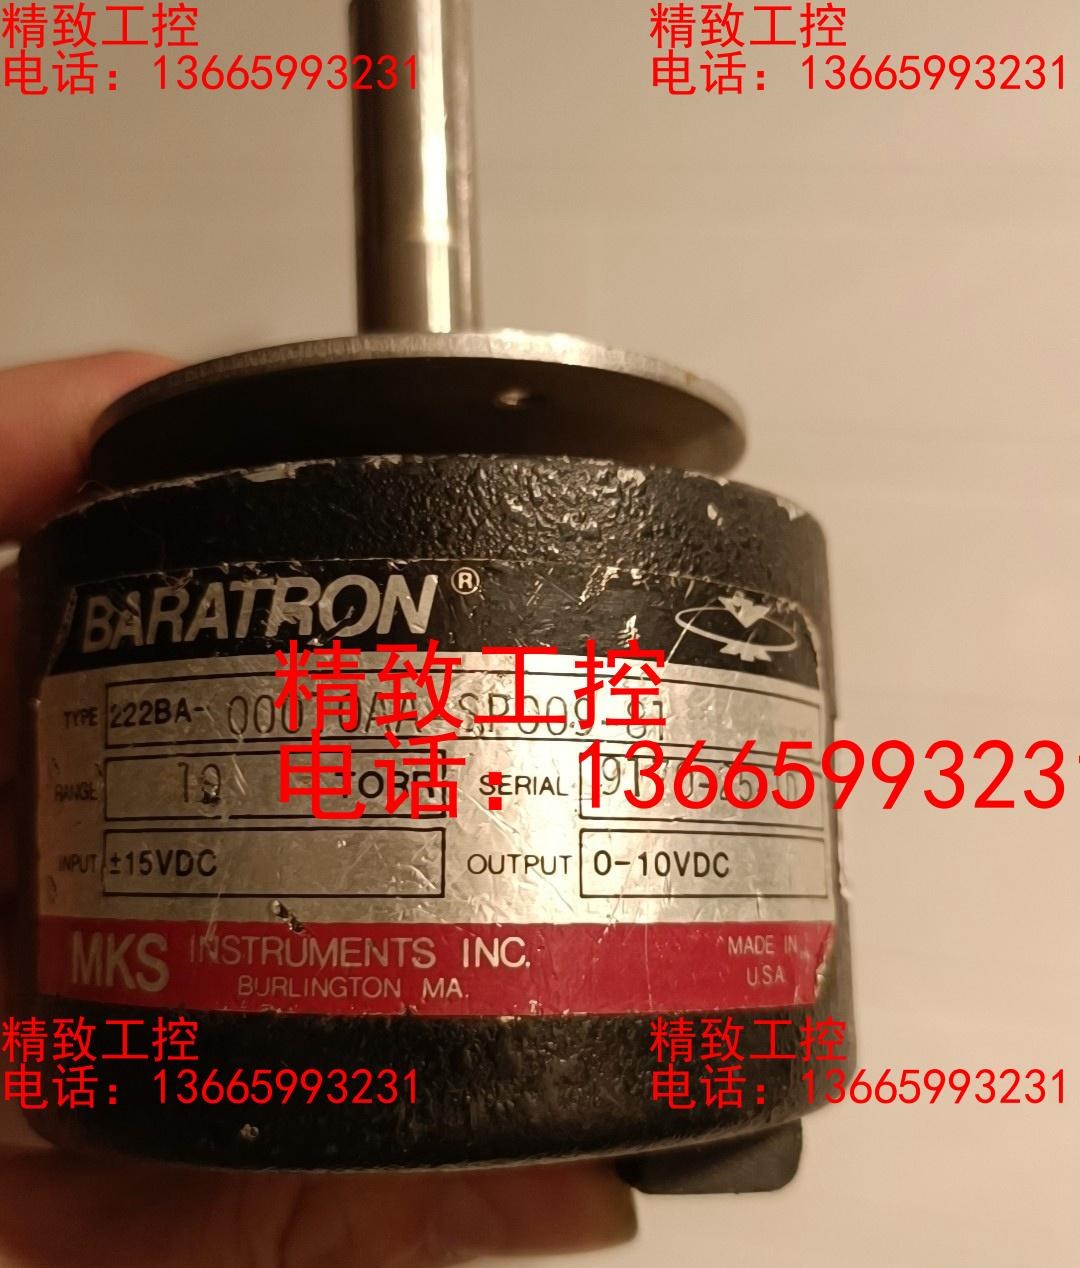 精致工控
电话：13665993231
精致工控
电话：13665993231
BARATRON®
精致工控
TYPE 222BA-
电话：1366599323
RANGE 10 TORR SERIAL
INPUT ±15VDC OUTPUT 0-10VDC
MKS INSTRUMENTS INC. MADE IN
BURLINGTON MA. U.S.A
精致工控
电话：13665993231
精致工控
电话：13665993231